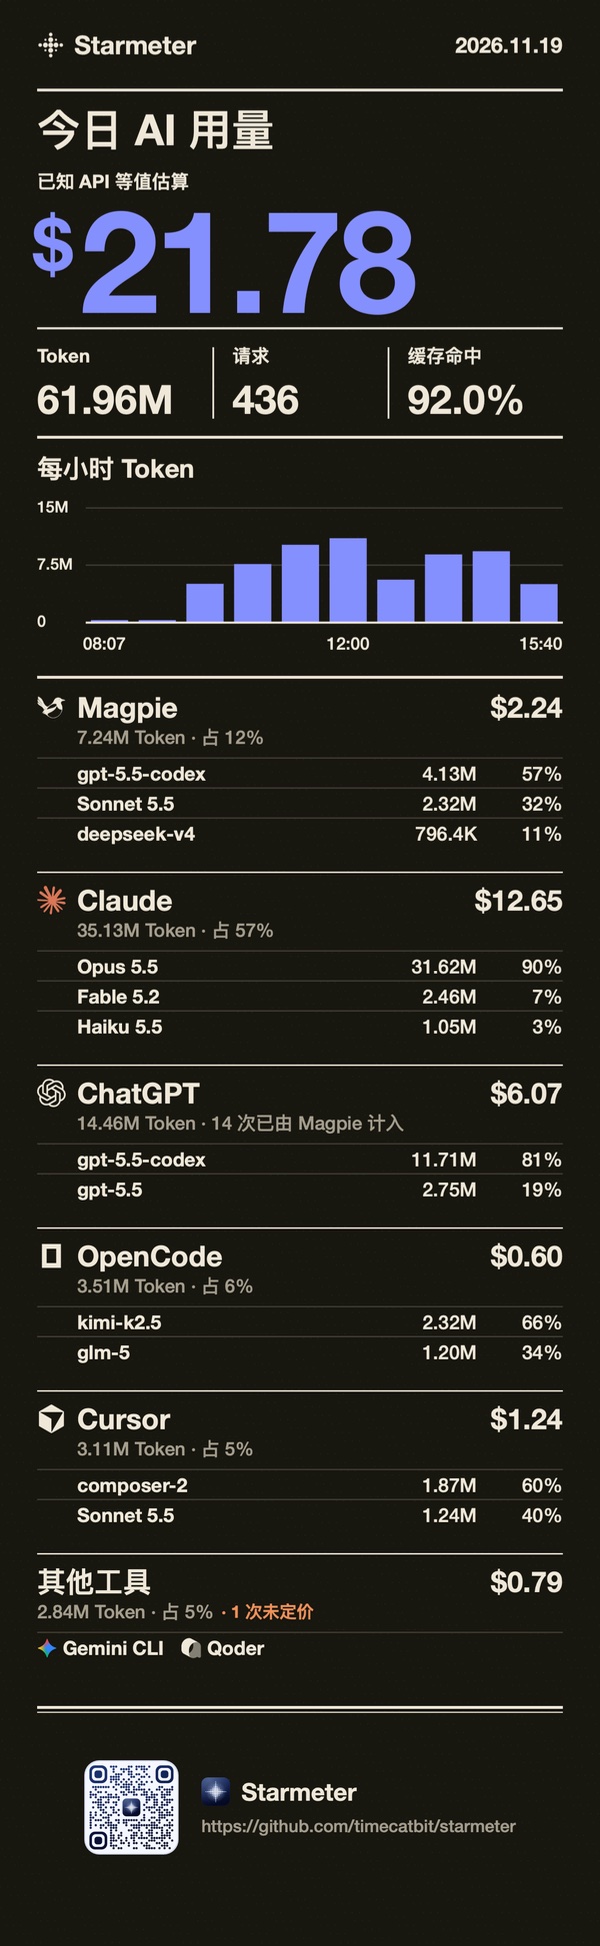 Starmeter 2026.11.19
今日 AI 用量
已知 API 等值估算
$21.78
Token 请求 缓存命中
61.96M 436 92.0%
每小时 Token
15M
7.5M
0
08:07 12:00 15:40
Magpie $2.24
7.24M Token · 占 12%
gpt-5.5-codex 4.13M 57%
Sonnet 5.5 2.32M 32%
deepseek-v4 796.4K 11%
Claude $12.65
35.13M Token · 占 57%
Opus 5.5 31.62M 90%
Fable 5.2 2.46M 7%
Haiku 5.5 1.05M 3%
ChatGPT $6.07
14.46M Token · 14 次已由 Magpie 计入
gpt-5.5-codex 11.71M 81%
gpt-5.5 2.75M 19%
OpenCode $0.60
3.51M Token · 占 6%
kimi-k2.5 2.32M 66%
glm-5 1.20M 34%
Cursor $1.24
3.11M Token · 占 5%
composer-2 1.87M 60%
Sonnet 5.5 1.24M 40%
其他工具 $0.79
2.84M Token · 占 5% · 1 次未定价
Gemini CLI Qoder
Starmeter
https://github.com/timecatbit/starmeter